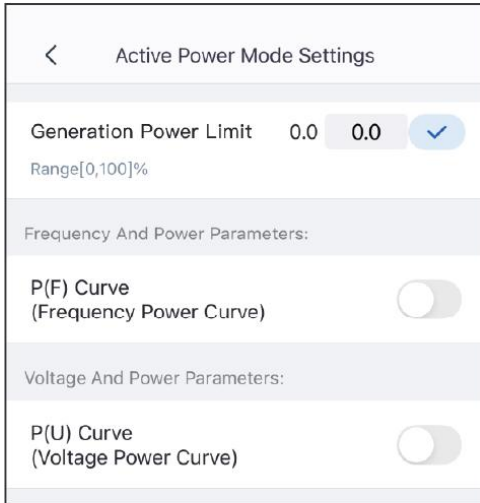 Active Power Mode Settings
Generation Power Limit 0.0 0.0
Range[0,100]%
Frequency And Power Parameters:
P(F) Curve
(Frequency Power Curve)
Voltage And Power Parameters:
P(U) Curve
(Voltage Power Curve)